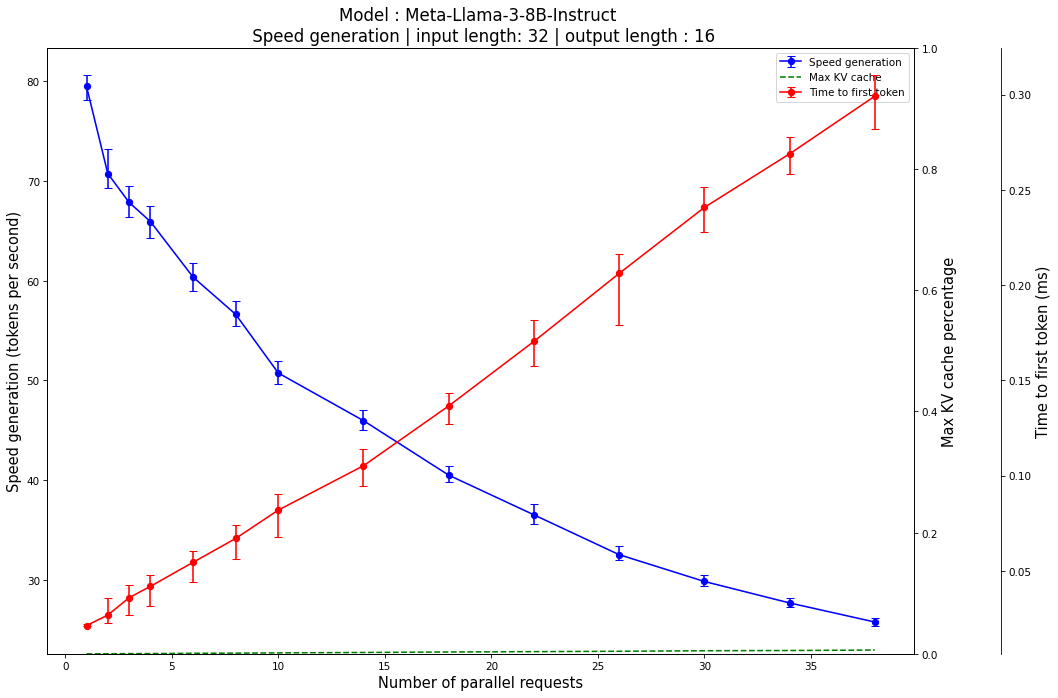 Model : Meta-Llama-3-8B-Instruct
Speed generation | input length: 32 | output length : 16
Speed generation
Max KV cache
Time to first token
Speed generation (tokens per second)
80
70
60
50
40
30
0
5
10
15
20
25
30
35
Number of parallel requests
1.0
0.8
0.6
0.4
0.2
0.0
Max KV cache percentage
0.30
0.25
0.20
0.15
0.10
0.05
Time to first token (ms)